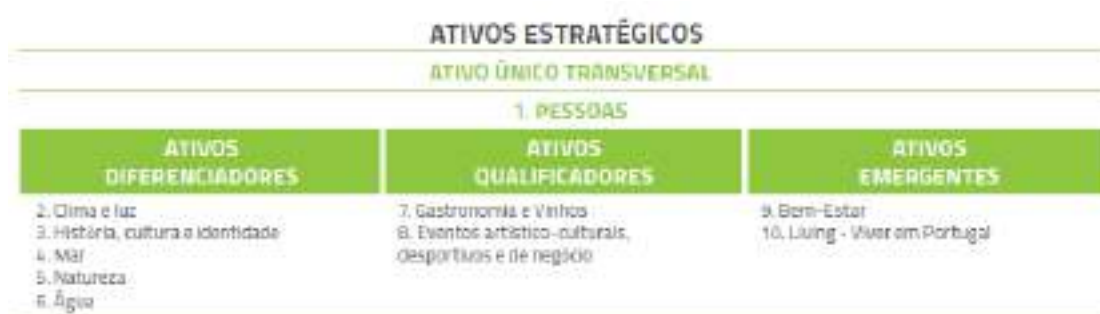 ATIVOS ESTRATÉGICOS
ATIVO ÚNICO TRANSVERSAL
1. PESSOAS
ATIVOS
DIFERENCIADORES
2. Clima e luz
3. História, cultura e identidade
4. Mar
5. Natureza
6. Água
ATIVOS
QUALIFICADORES
7. Gastronomia e Vinhos
8. Eventos artístico-culturais,
desportivos e de negócio
ATIVOS
EMERGENTES
9. Bem-Estar
10. Living - Viver em Portugal